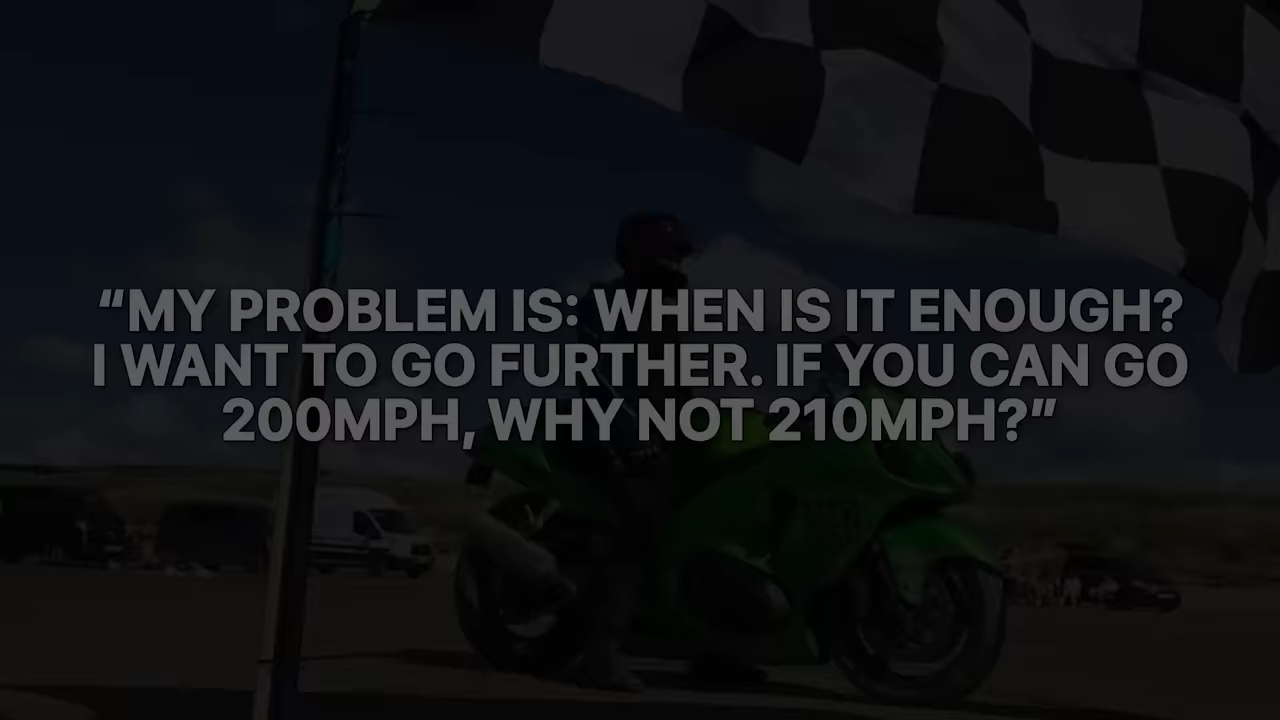 “MY PROBLEM IS: WHEN IS IT ENOUGH?
I WANT TO GO FURTHER. IF YOU CAN GO
200MPH, WHY NOT 210MPH?”